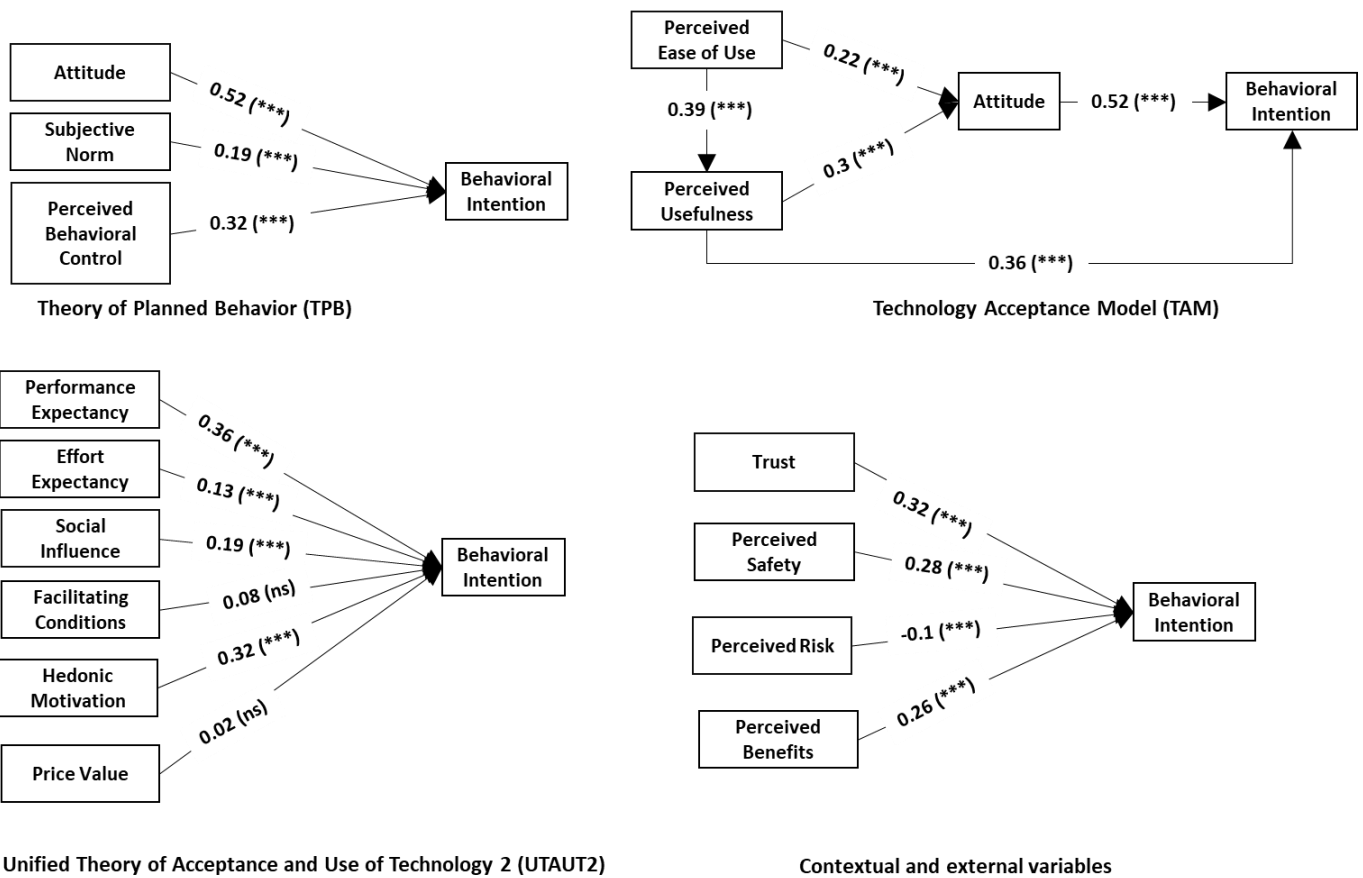 Attitude
0.52 (***)
Subjective
Norm
0.19 (***)
Perceived
Behavioral
Control
0.32 (***)
Behavioral
Intention
Theory of Planned Behavior (TPB)
Perceived
Ease of Use
0.22 (***)
0.39 (***)
Attitude
0.52 (***)
Behavioral
Intention
Perceived
Usefulness
0.3 (***)
0.36 (***)
Technology Acceptance Model (TAM)
Performance
Expectancy
0.36 (***)
Effort
Expectancy
0.13 (***)
Social
Influence
0.19 (***)
Facilitating
Conditions
0.08 (ns)
Hedonic
Motivation
0.32 (***)
Price Value
0.02 (ns)
Behavioral
Intention
Unified Theory of Acceptance and Use of Technology 2 (UTAUT2)
Trust
0.32 (***)
Perceived
Safety
0.28 (***)
Perceived Risk
-0.1 (***)
Perceived
Benefits
0.26 (***)
Behavioral
Intention
Contextual and external variables